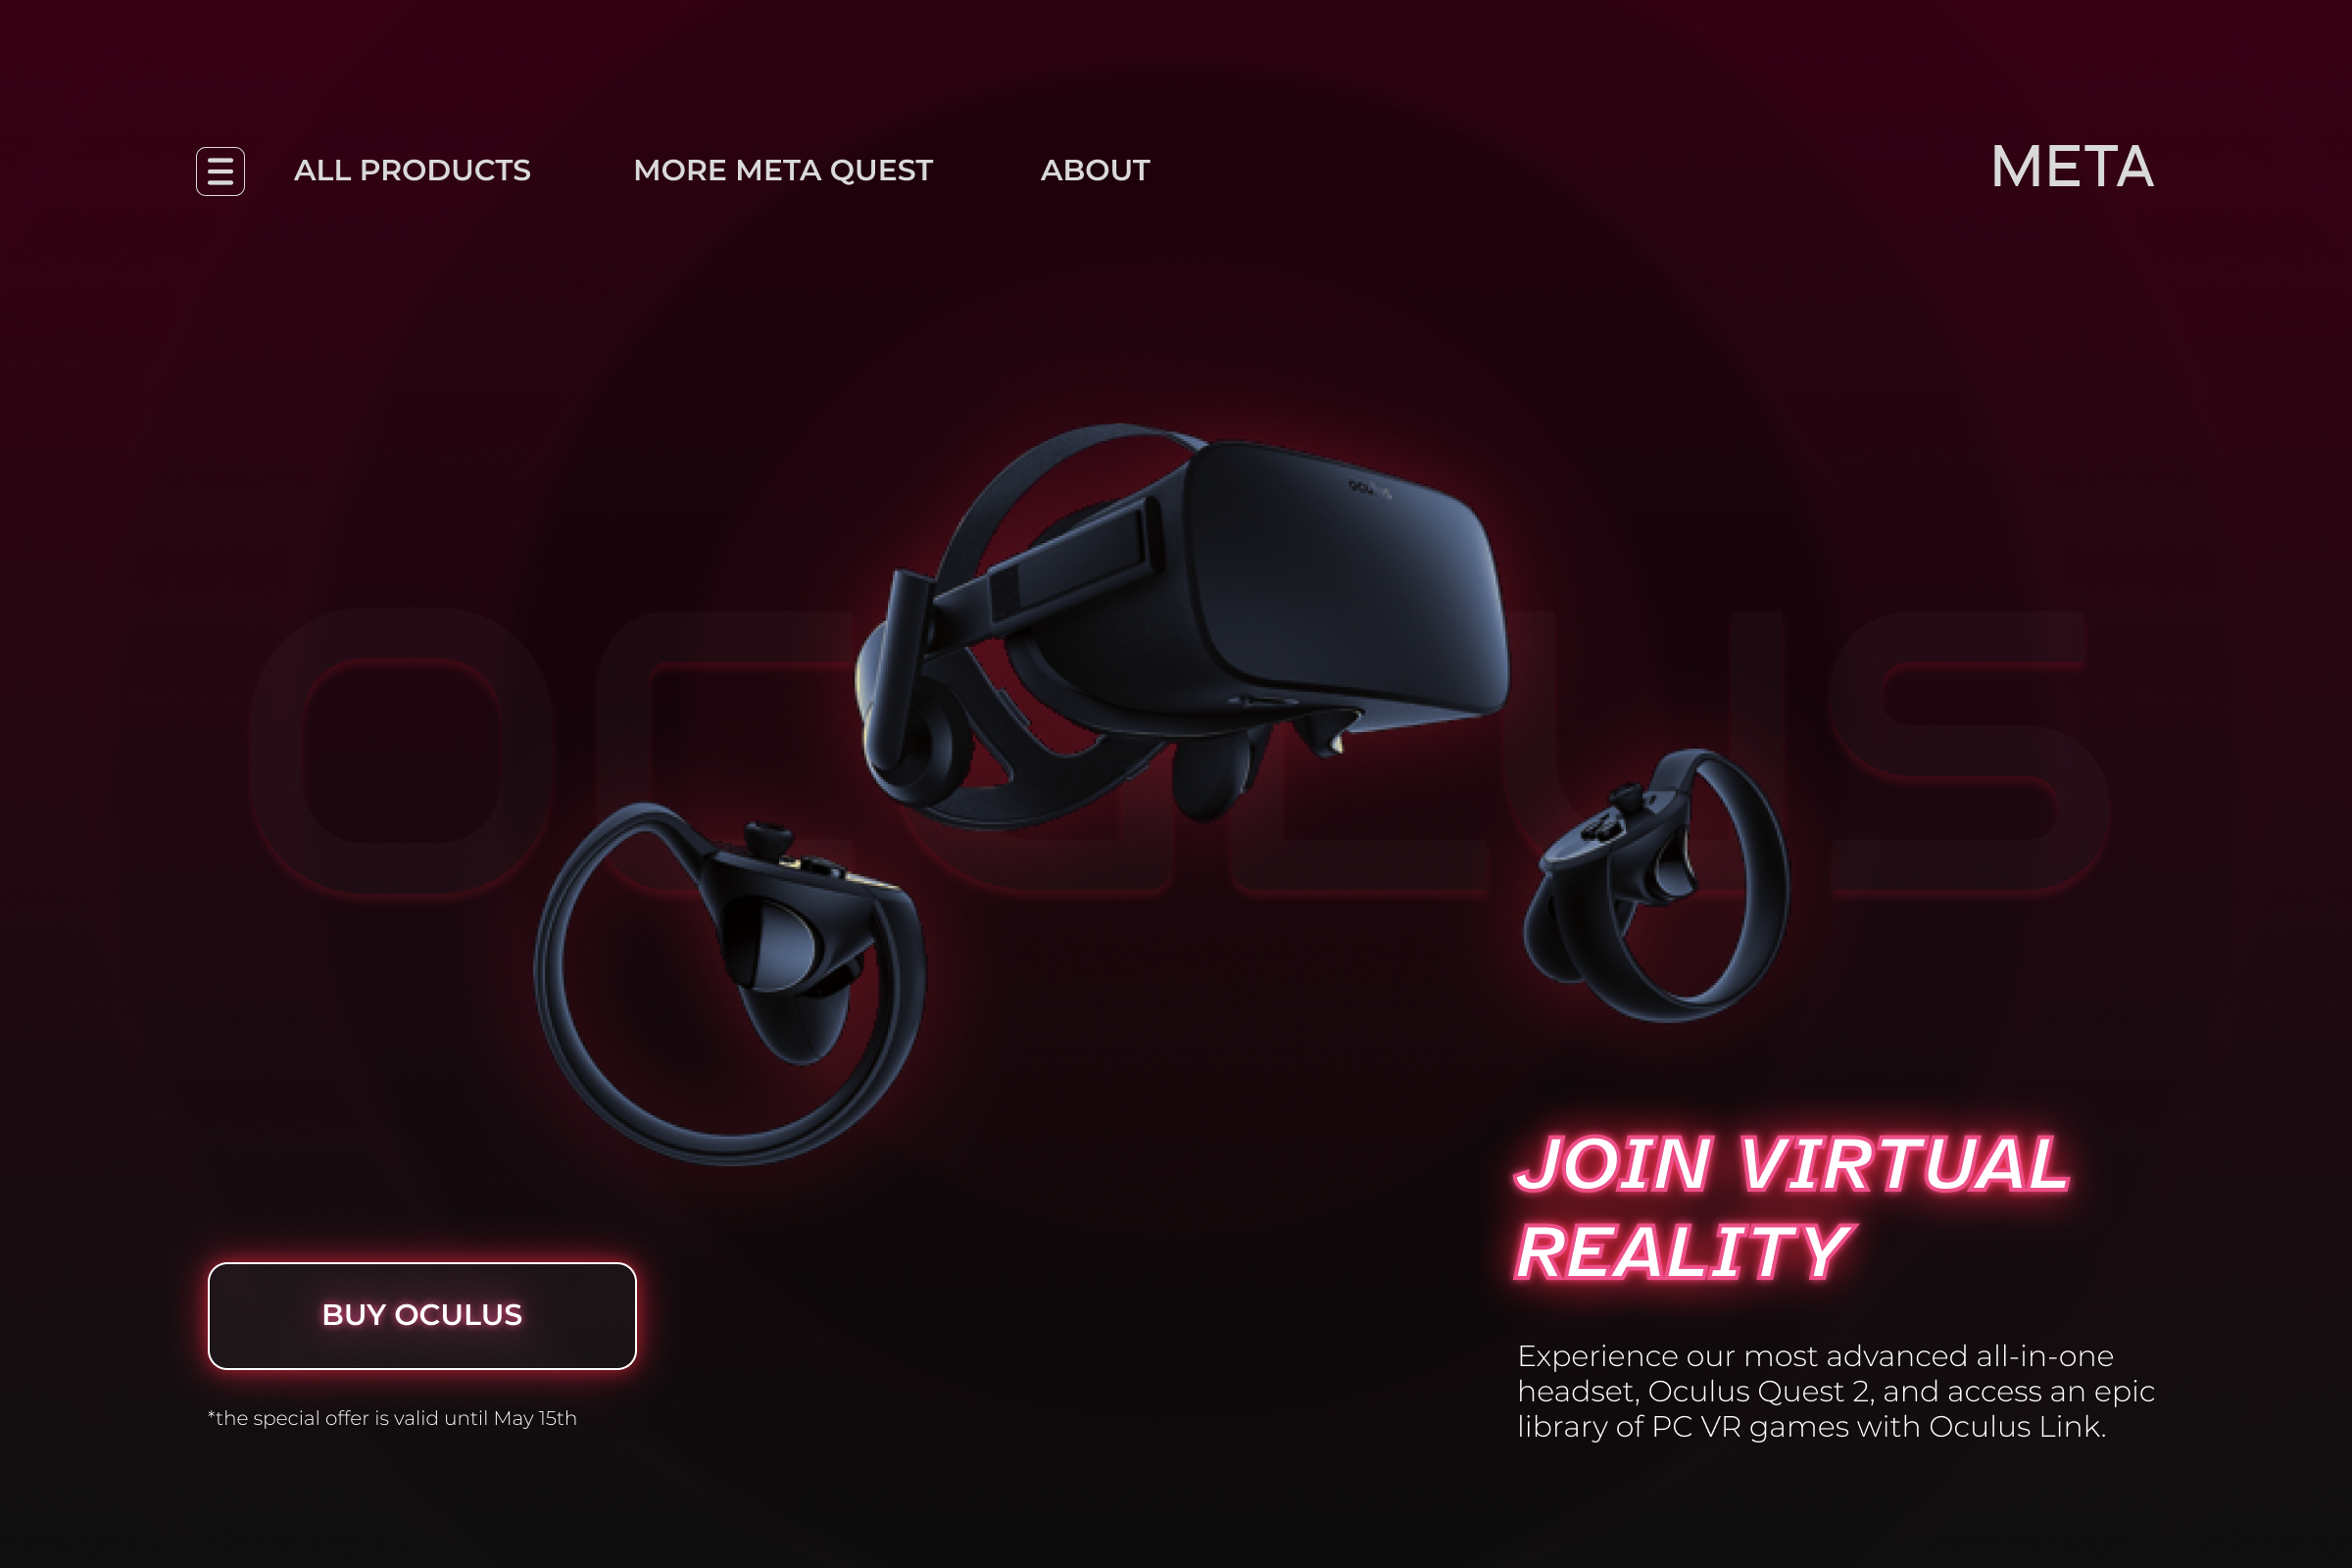 ALL PRODUCTS MORE META QUEST ABOUT META
oculus
OCULUS
JOIN VIRTUAL
REALITY
BUY OCULUS
Experience our most advanced all-in-one
headset, Oculus Quest 2, and access an epic
library of PC VR games with Oculus Link.
*the special offer is valid until May 15th